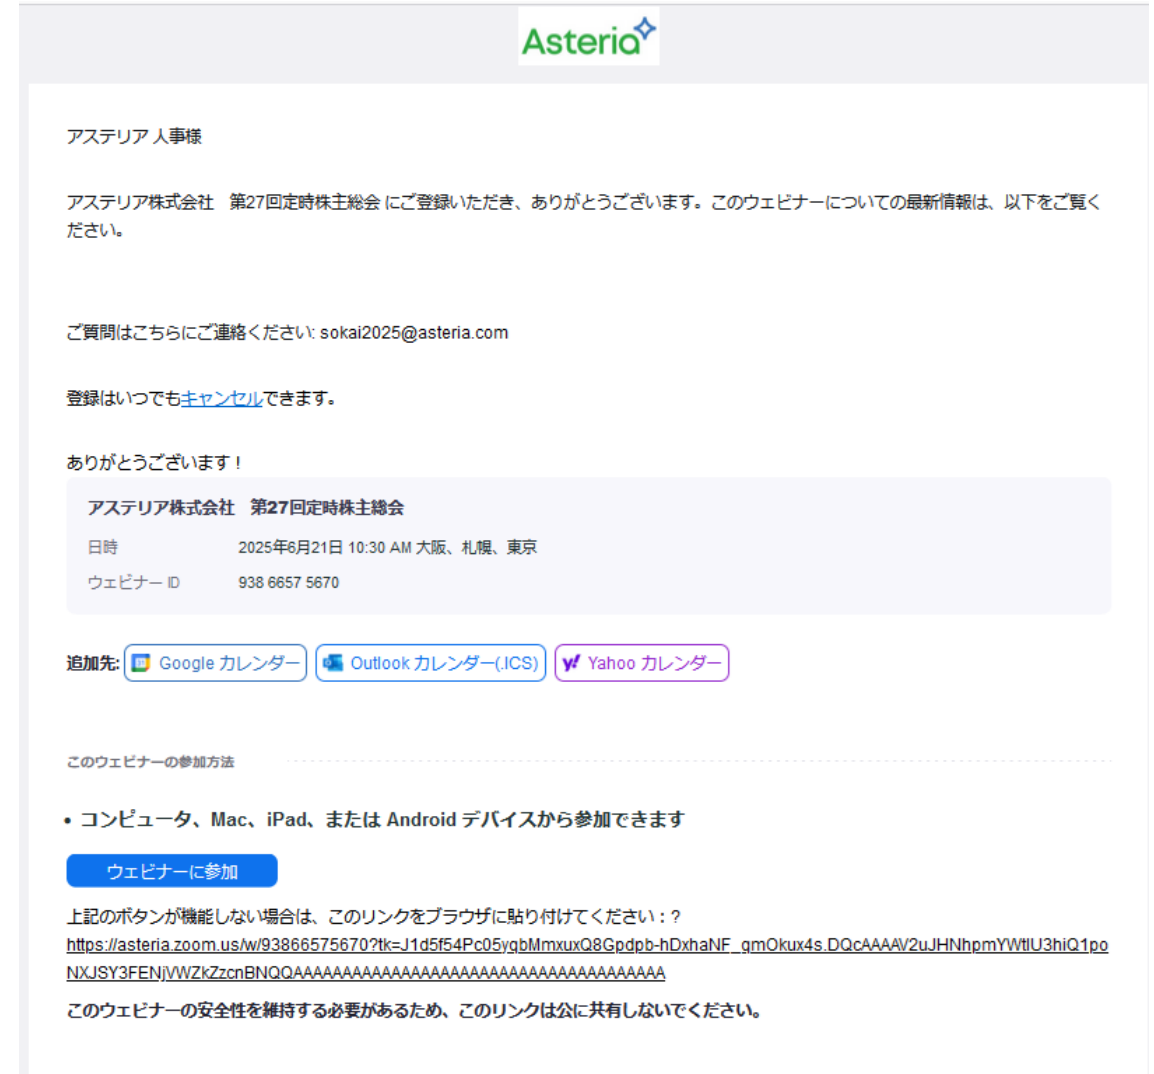 Asteria
アステリア 人事様
アステリア株式会社　第27回定時株主総会 にご登録いただき、ありがとうございます。このウェビナーについての最新情報は、以下をご覧く
ださい。
ご質問はこちらにご連絡ください: sokai2025@asteria.com
登録はいつでもキャンセルできます。
ありがとうございます！
アステリア株式会社　第27回定時株主総会
日時 2025年6月21日 10:30 AM 大阪、札幌、東京
ウェビナー ID 938 6657 5670
追加先: Google カレンダー Outlook カレンダー(.ICS) Yahoo カレンダー
このウェビナーの参加方法
• コンピュータ、Mac、iPad、または Android デバイスから参加できます
ウェビナーに参加
上記のボタンが機能しない場合は、このリンクをブラウザに貼り付けてください：?
https://asteria.zoom.us/w/93866575670?tk=J1d5f54Pc05yqbMmxuxQ8Gpdpb-hDxhaNF_qmOkux4s.DQcAAAAV2uJHNhpmYWtlU3hiQ1po
NXJSY3FENjVWZkZzcnBNQQAAAAAAAAAAAAAAAAAAAAAAAAAAAAAAAAAAAAAA
このウェビナーの安全性を維持する必要があるため、このリンクは公に共有しないでください。